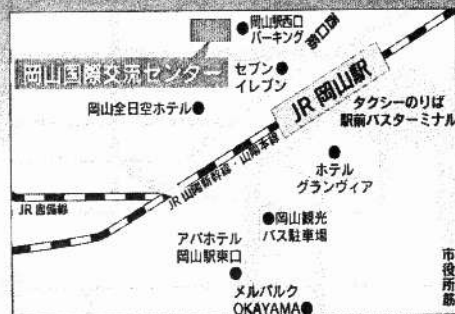 岡山駅西口
パーキング
岡山国際交流センター
セブン
イレブン
JR 岡山駅
岡山全日空ホテル
タクシーのりば
駅前バスターミナル
JR 山陽新幹線・山陽本線
ホテル
グランヴィア
JR 吉備線
岡山観光
バス駐車場
アパホテル
岡山駅東口
メルパルク
OKAYAMA
市役所筋